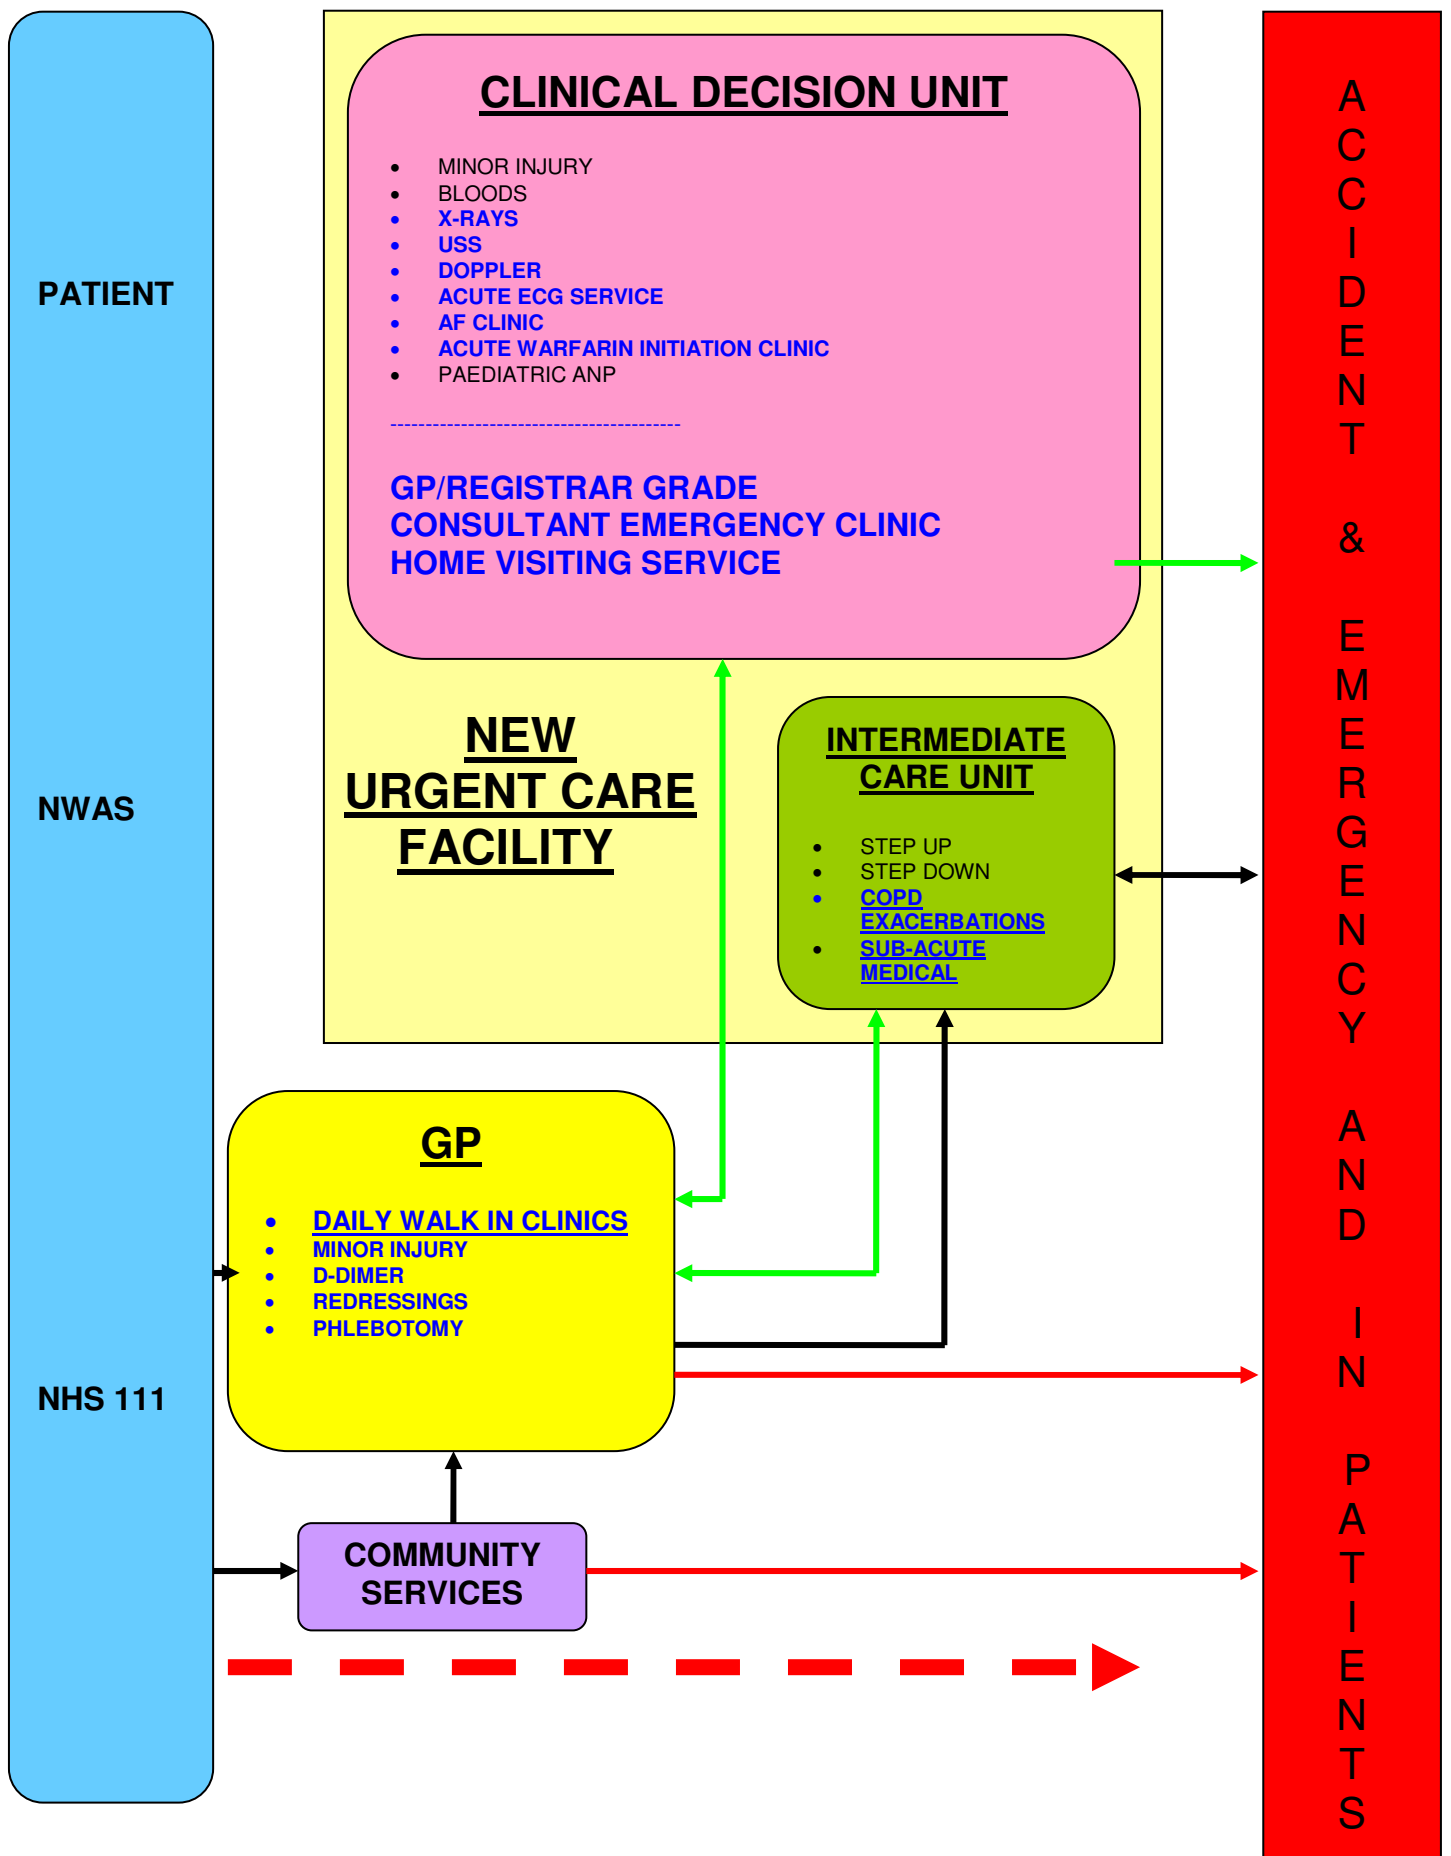 PATIENT
NWAS
NHS 111
CLINICAL DECISION UNIT
• MINOR INJURY
• BLOODS
• X-RAYS
• USS
• DOPPLER
• ACUTE ECG SERVICE
• AF CLINIC
• ACUTE WARFARIN INITIATION CLINIC
• PAEDIATRIC ANP
-----------------------------------------
GP/REGISTRAR GRADE
CONSULTANT EMERGENCY CLINIC
HOME VISITING SERVICE
NEW
URGENT CARE
FACILITY
INTERMEDIATE
CARE UNIT
• STEP UP
• STEP DOWN
• COPD
EXACERBATIONS
• SUB-ACUTE
MEDICAL
GP
• DAILY WALK IN CLINICS
• MINOR INJURY
• D-DIMER
• REDRESSINGS
• PHLEBOTOMY
COMMUNITY
SERVICES
ACCIDENT & EMERGENCY AND IN PATIENTS